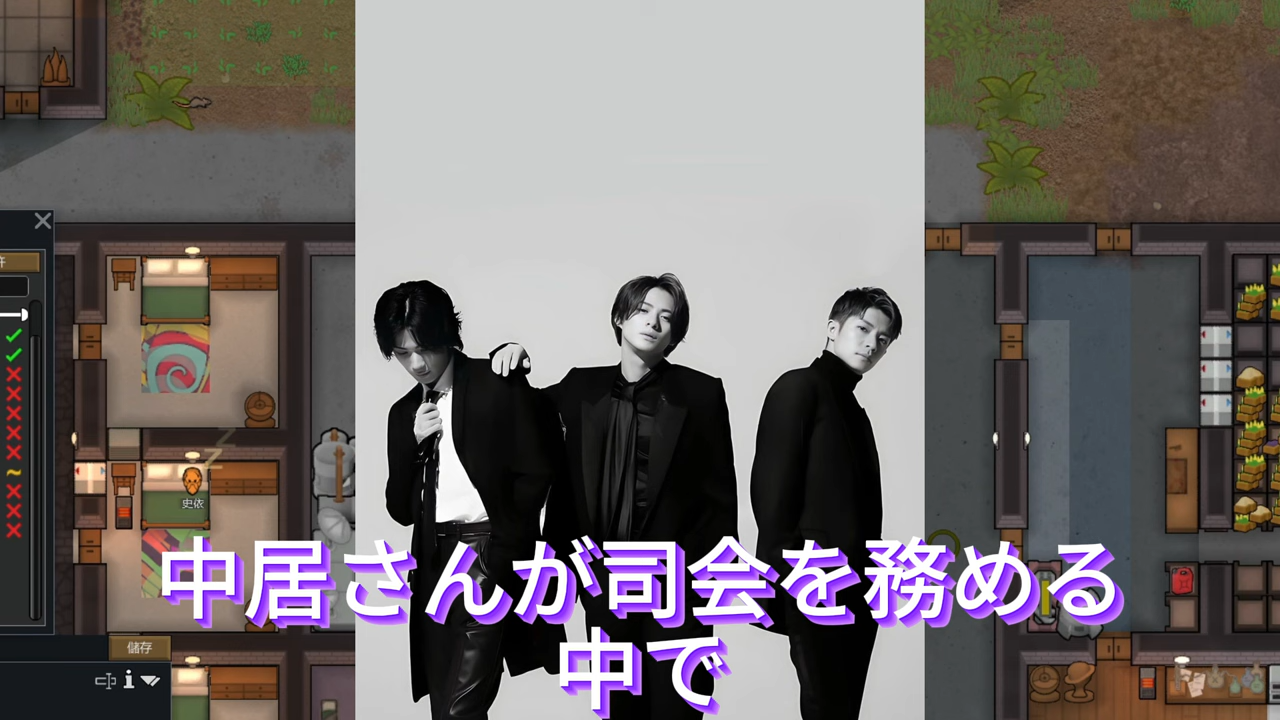 史依
中居さんが司会を務める
中で
儲存